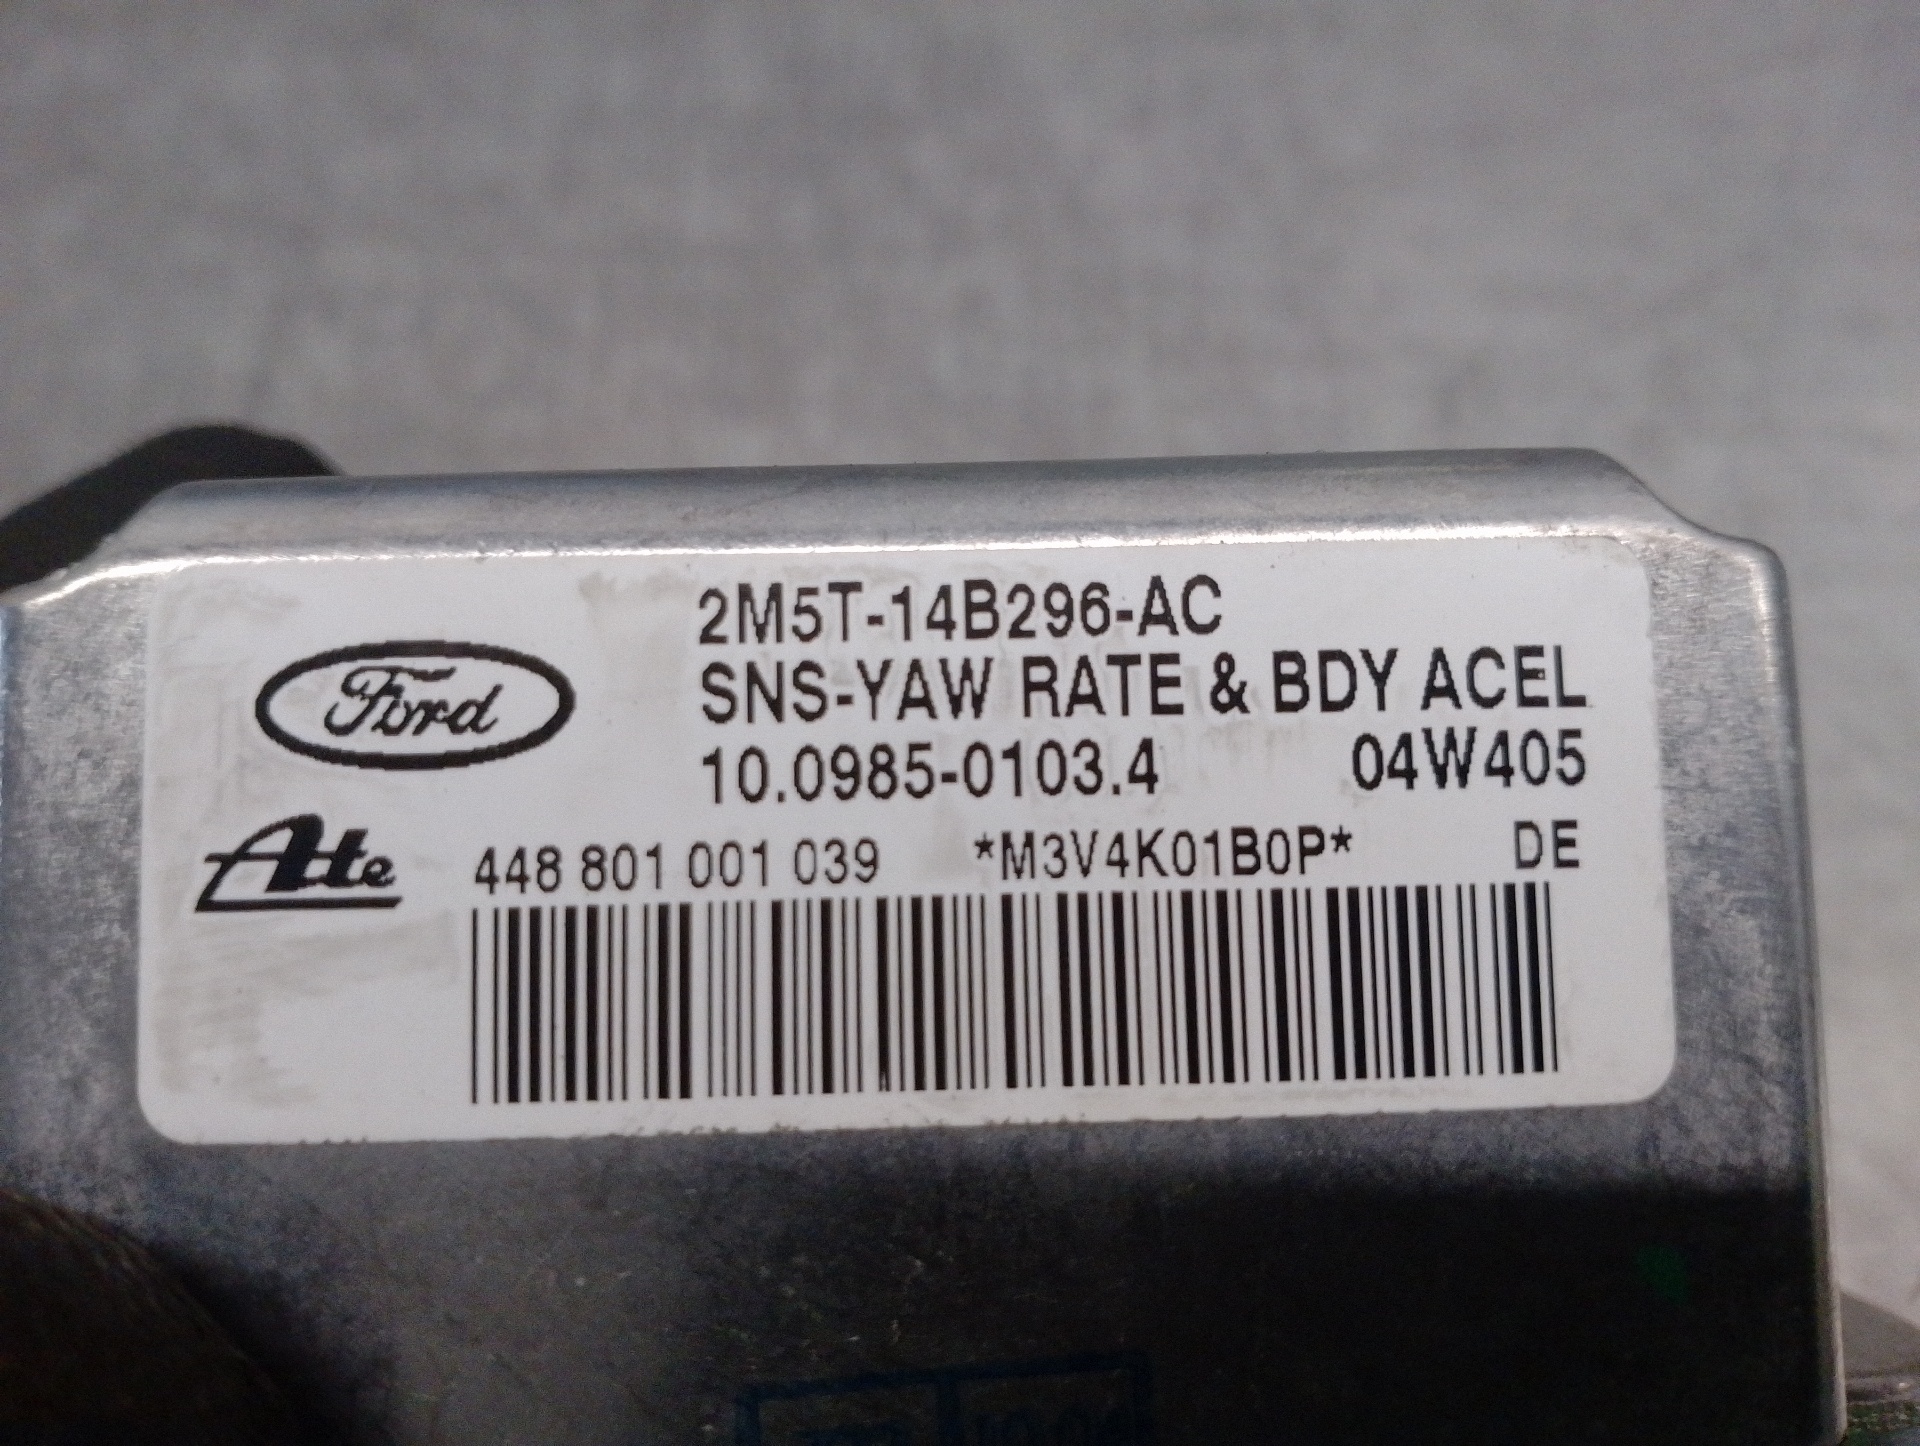 2M5T-14B296-AC
Ford
SNS-YAW RATE & BDY ACEL
10.0985-0103.4 04W405
Ate
448 801 001 039 *M3V4K01B0P* DE